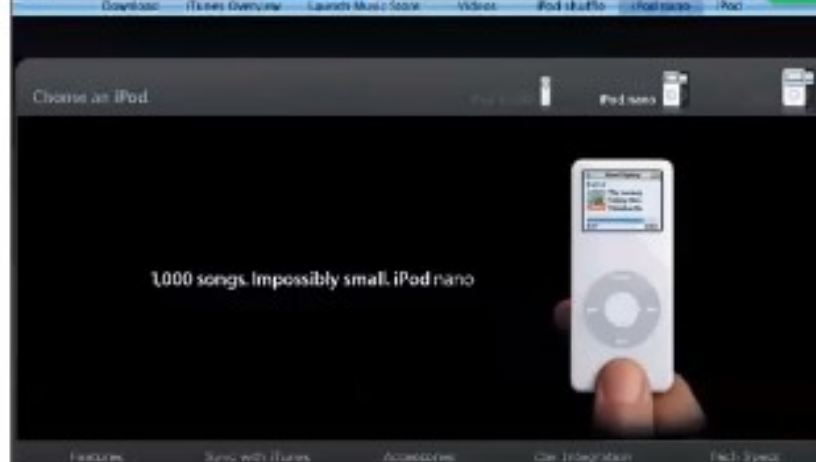 Download iTunes Overview Launch Music Store Videos iPod shuffle iPod nano iPod
Choose an iPod
iPod nano
1,000 songs. Impossibly small. iPod nano
Features Sync with iTunes Accessories Car Integration Tech Specs